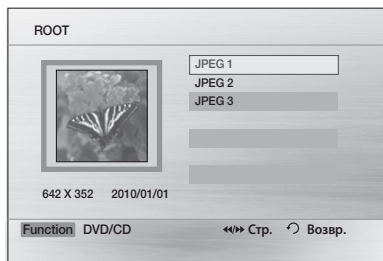 ROOT
JPEG 1
JPEG 2
JPEG 3
642 X 352 2010/01/01
Function DVD/CD ◀◀/▶▶ Стр. Возвр.